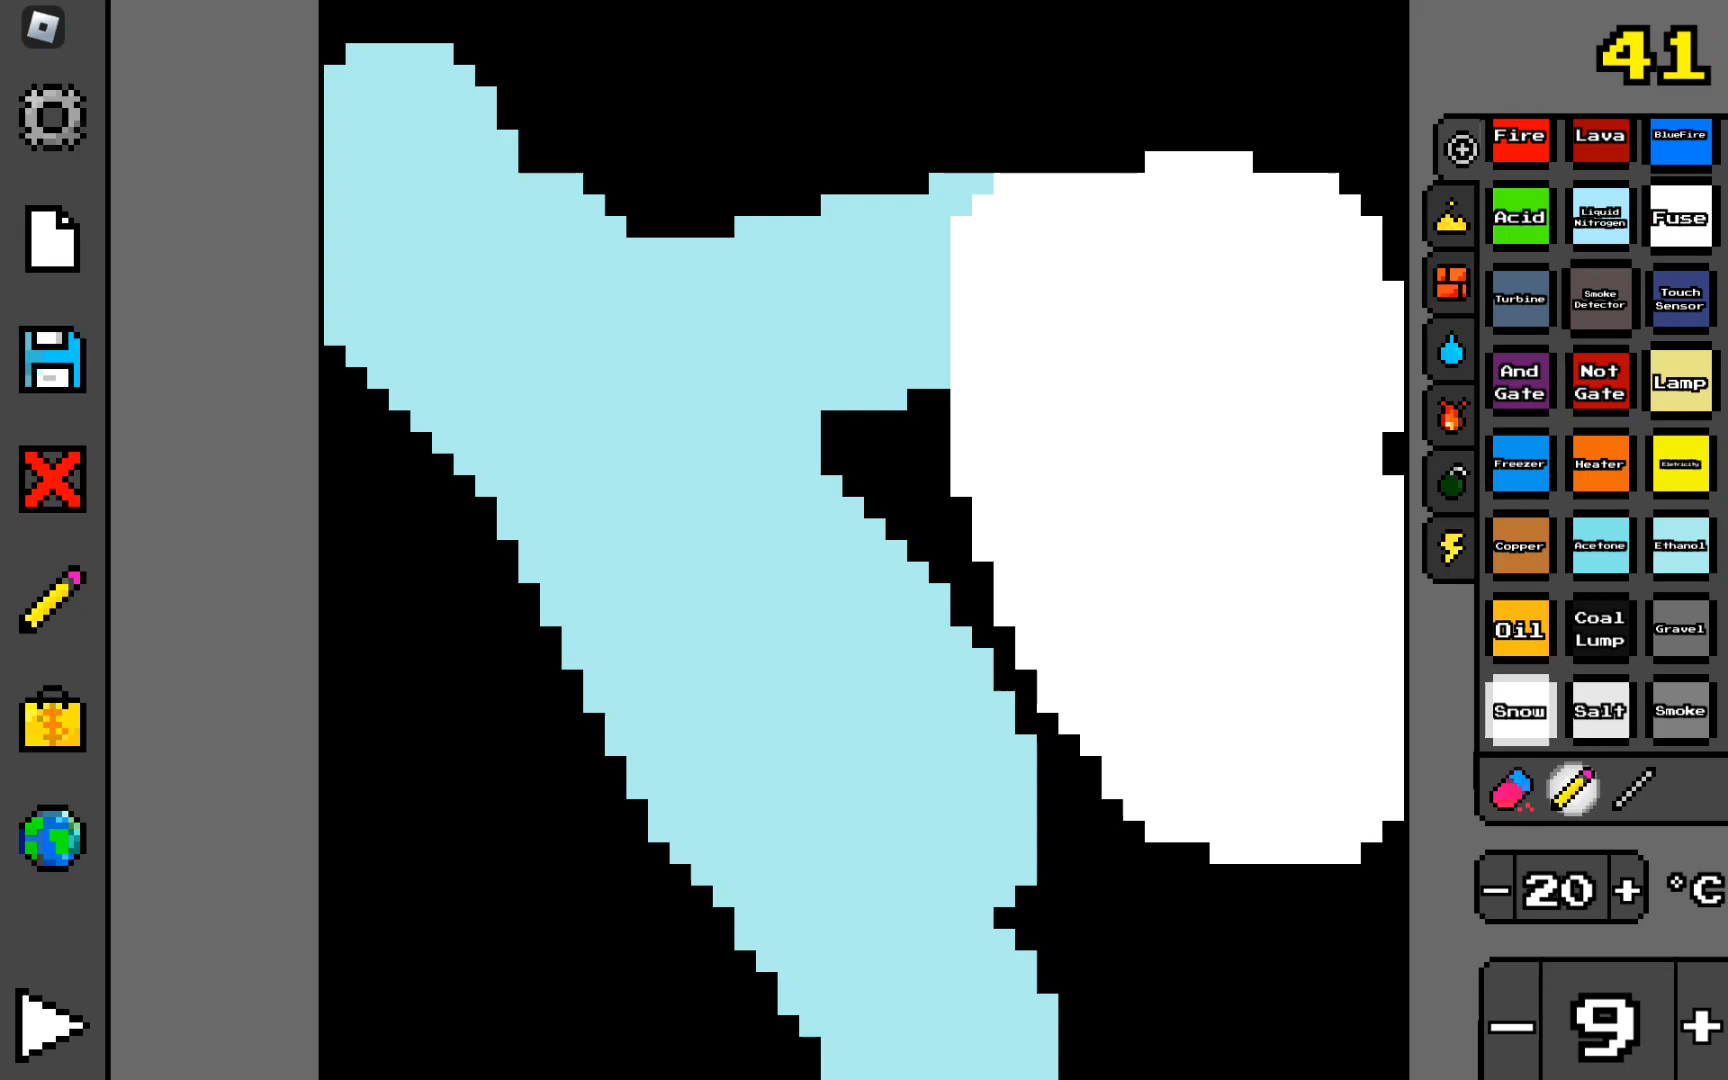 41
Fire Lava BlueFire
Acid Liquid Nitrogen Fuse
Turbine Smoke Detector Touch Sensor
And Gate Not Gate Lamp
Freezer Heater Eletricity
Copper Acetone Ethanol
Oil Coal Lump Gravel
Snow Salt Smoke
− 20 + °C
− 9 +